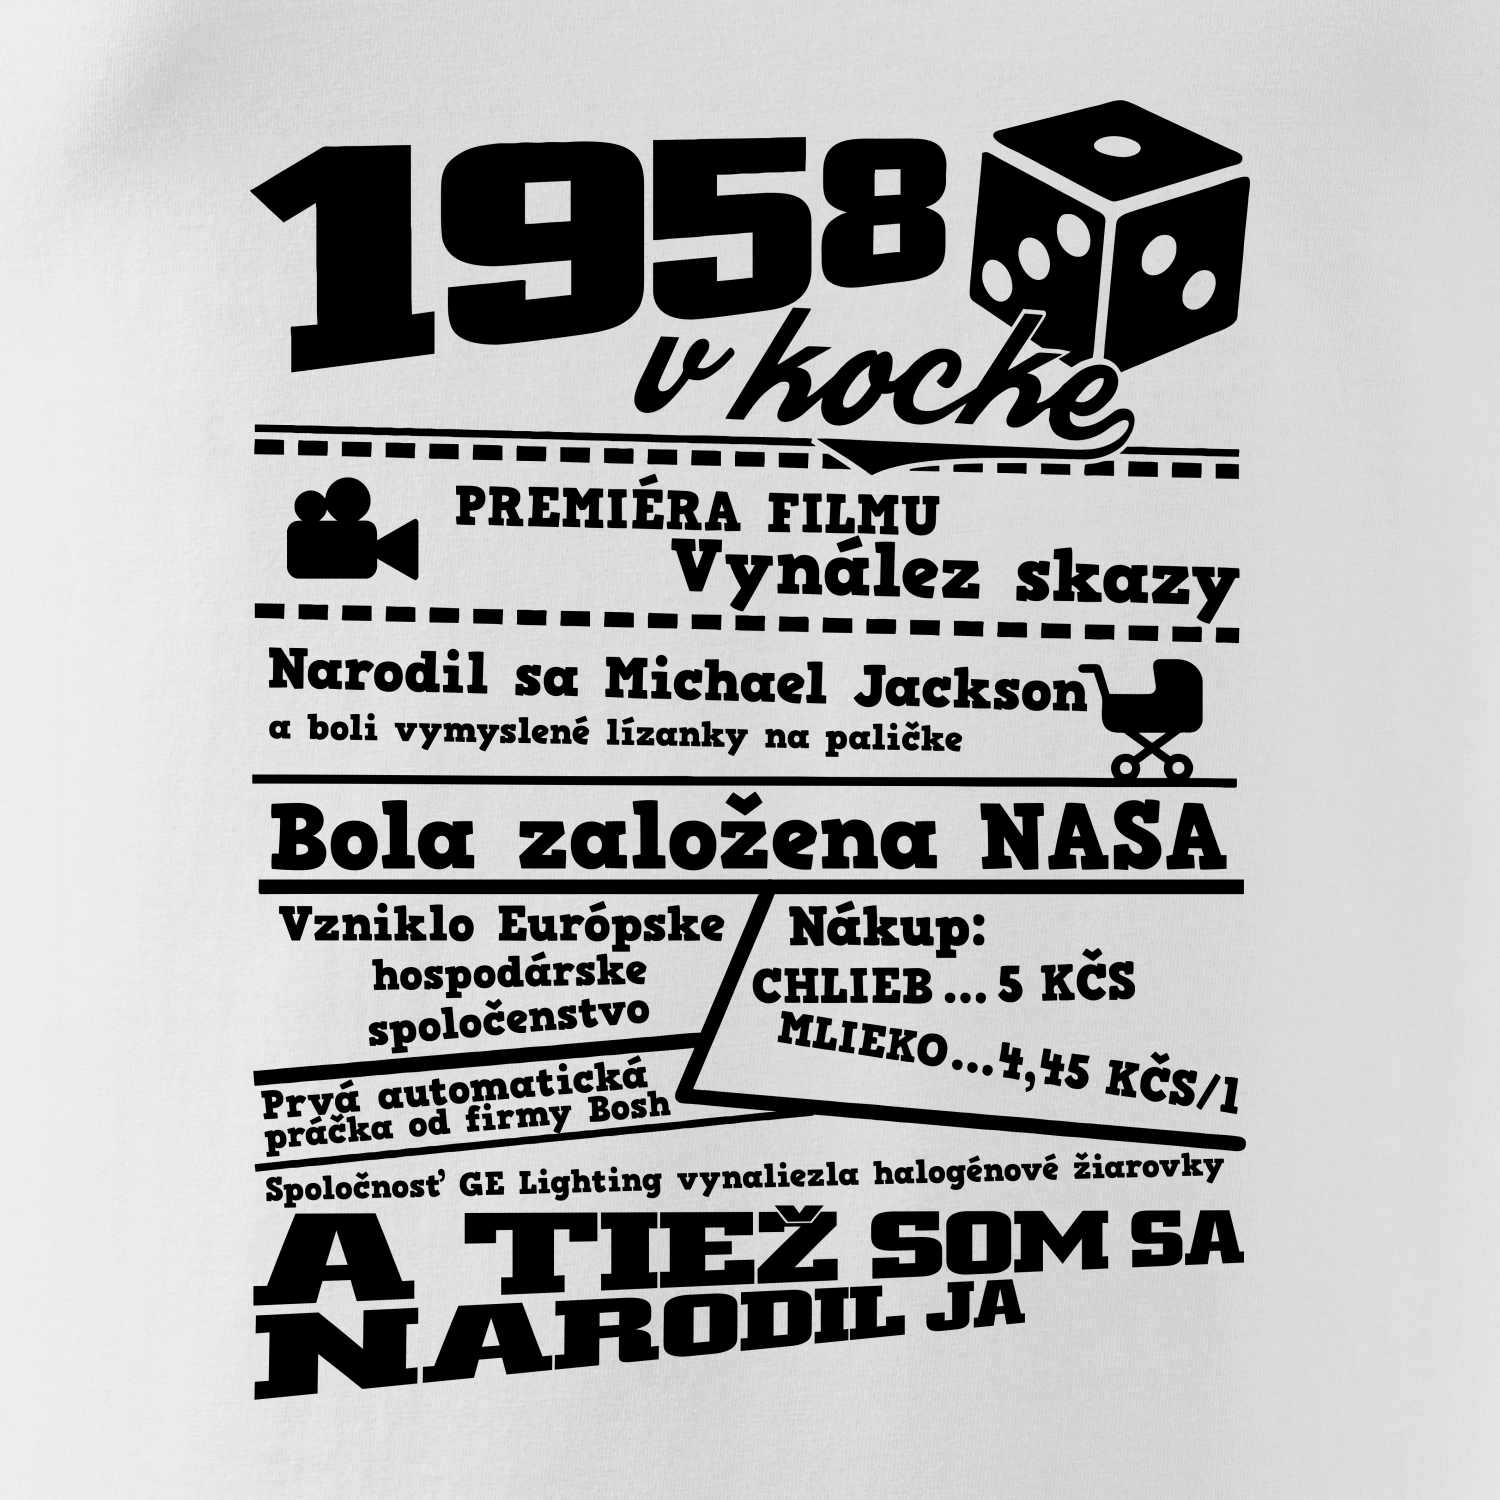 1958
v kocke
PREMIÉRA FILMU
Vynález skazy
Narodil sa Michael Jackson
a boli vymyslené lízanky na paličke
Bola založena NASA
Vzniklo Európske
hospodárske
spoločenstvo
Nákup:
CHLIEB...5 KČS
MLIEKO...4,45 KČS/l
Prvá automatická
práčka od firmy Bosh
Spoločnosť GE Lighting vynaliezla halogénové žiarovky
A TIEŽ SOM SA
NARODIL JA